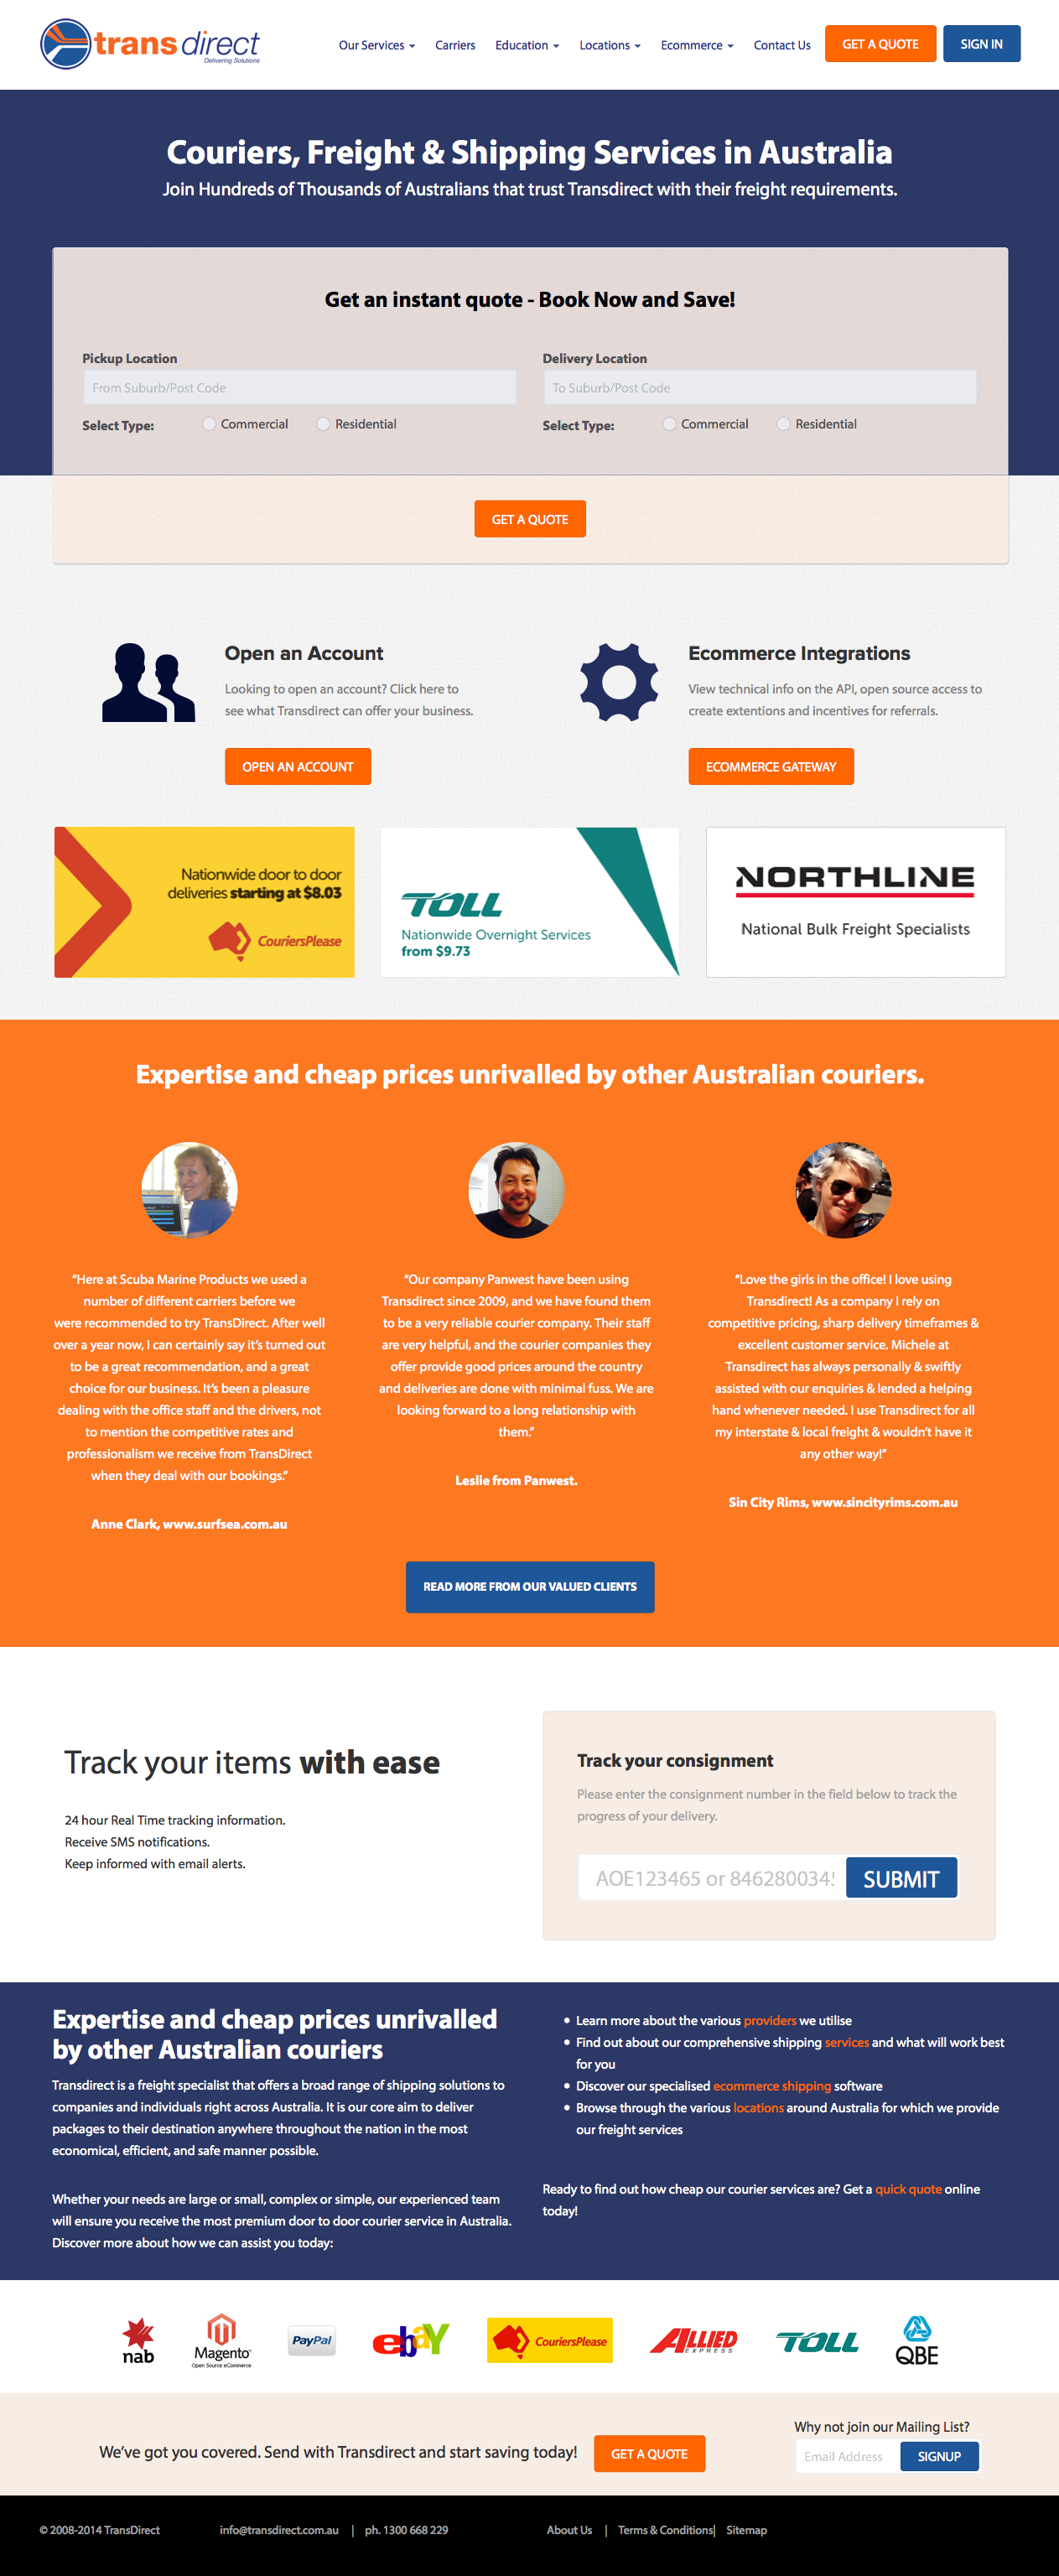 trans direct
Delivering Solutions
Our Services
Carriers
Education
Locations
Ecommerce
Contact Us
GET A QUOTE
SIGN IN
Couriers, Freight & Shipping Services in Australia
Join Hundreds of Thousands of Australians that trust Transdirect with their freight requirements.
Get an instant quote - Book Now and Save!
Pickup Location
From Suburb/Post Code
Select Type:
Commercial
Residential
Delivery Location
To Suburb/Post Code
Select Type:
Commercial
Residential
GET A QUOTE
Open an Account
Looking to open an account? Click here to
see what Transdirect can offer your business.
OPEN AN ACCOUNT
Ecommerce Integrations
View technical info on the API, open source access to
create extentions and incentives for referrals.
ECOMMERCE GATEWAY
Nationwide door to door
deliveries starting at $8.03
CouriersPlease
TOLL
Nationwide Overnight Services
from $9.73
NORTHLINE
National Bulk Freight Specialists
Expertise and cheap prices unrivalled by other Australian couriers.
“Here at Scuba Marine Products we used a
number of different carriers before we
were recommended to try TransDirect. After well
over a year now, I can certainly say it’s turned out
to be a great recommendation, and a great
choice for our business. It’s been a pleasure
dealing with the office staff and the drivers, not
to mention the competitive rates and
professionalism we receive from TransDirect
when they deal with our bookings.”
Anne Clark, www.surfsea.com.au
“Our company Panwest have been using
Transdirect since 2009, and we have found them
to be a very reliable courier company. Their staff
are very helpful, and the courier companies they
offer provide good prices around the country
and deliveries are done with minimal fuss. We are
looking forward to a long relationship with
them.”
Leslie from Panwest.
“Love the girls in the office! I love using
Transdirect! As a company I rely on
competitive pricing, sharp delivery timeframes &
excellent customer service. Michele at
Transdirect has always personally & swiftly
assisted with our enquiries & lended a helping
hand whenever needed. I use Transdirect for all
my interstate & local freight & wouldn’t have it
any other way!”
Sin City Rims, www.sincityrims.com.au
READ MORE FROM OUR VALUED CLIENTS
Track your items with ease
24 hour Real Time tracking information.
Receive SMS notifications.
Keep informed with email alerts.
Track your consignment
Please enter the consignment number in the field below to track the
progress of your delivery.
AOE123465 or 846280034!
SUBMIT
Expertise and cheap prices unrivalled
by other Australian couriers
Transdirect is a freight specialist that offers a broad range of shipping solutions to
companies and individuals right across Australia. It is our core aim to deliver
packages to their destination anywhere throughout the nation in the most
economical, efficient, and safe manner possible.
Whether your needs are large or small, complex or simple, our experienced team
will ensure you receive the most premium door to door courier service in Australia.
Discover more about how we can assist you today:
Learn more about the various providers we utilise
Find out about our comprehensive shipping services and what will work best
for you
Discover our specialised ecommerce shipping software
Browse through the various locations around Australia for which we provide
our freight services
Ready to find out how cheap our courier services are? Get a quick quote online
today!
nab
Magento
Open Source eCommerce
PayPal
ebay
CouriersPlease
ALLIED
EXPRESS
TOLL
QBE
We’ve got you covered. Send with Transdirect and start saving today!
GET A QUOTE
Why not join our Mailing List?
Email Address
SIGNUP
© 2008-2014 TransDirect
info@transdirect.com.au | ph. 1300 668 229
About Us | Terms & Conditions| Sitemap